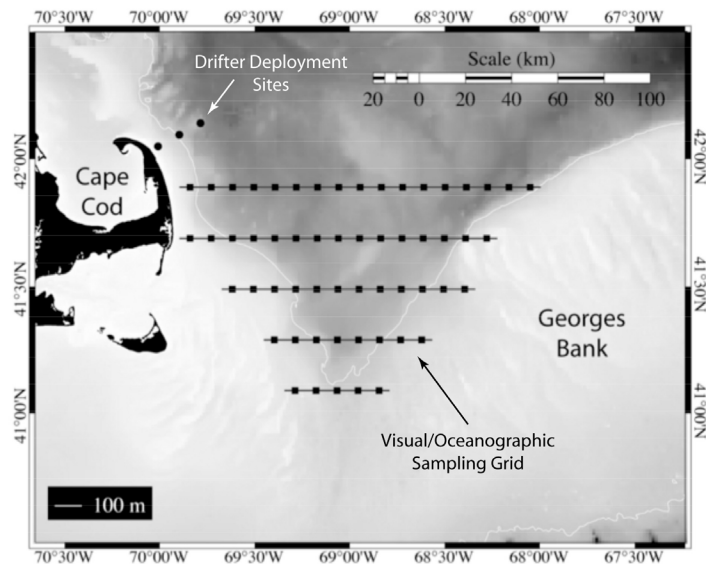 70°30'W 70°00'W 69°30'W 69°00'W 68°30'W 68°00'W 67°30'W
Drifter Deployment
Sites
Scale (km)
20 0 20 40 60 80 100
42°00'N
42°00'N
Cape
Cod
41°30'N
41°30'N
Georges
Bank
41°00'N
41°00'N
Visual/Oceanographic
Sampling Grid
100 m
70°30'W 70°00'W 69°30'W 69°00'W 68°30'W 68°00'W 67°30'W